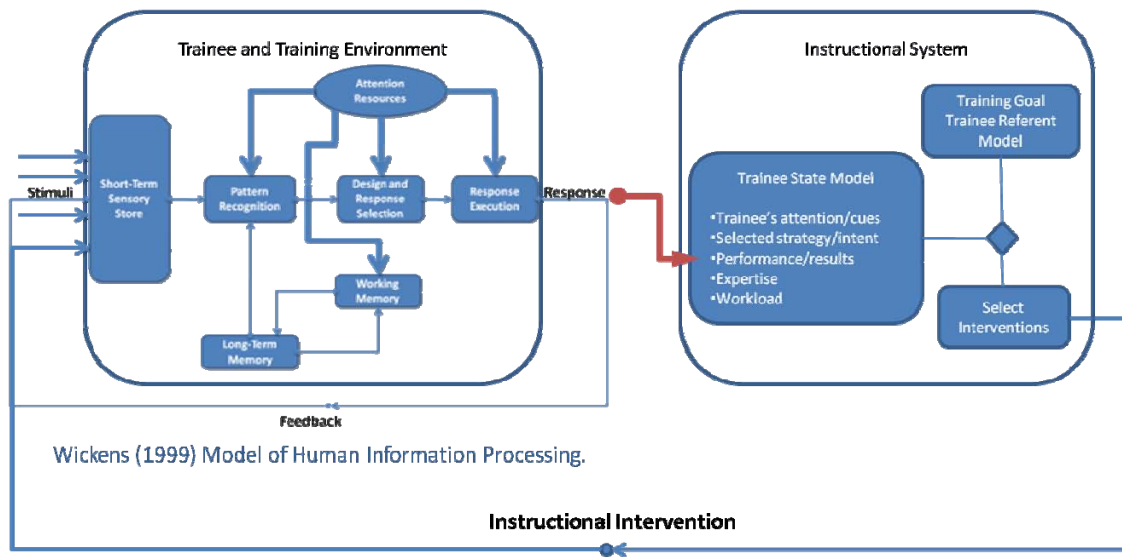 Trainee and Training Environment
Attention
Resources
Stimuli
Short-Term
Sensory
Store
Pattern
Recognition
Design and
Response
Selection
Response
Execution
Response
Working
Memory
Long-Term
Memory
Feedback
Wickens (1999) Model of Human Information Processing.
Instructional System
Training Goal
Trainee Referent
Model
Trainee State Model
•Trainee's attention/cues
•Selected strategy/intent
•Performance/results
•Expertise
•Workload
Select
Interventions
Instructional Intervention